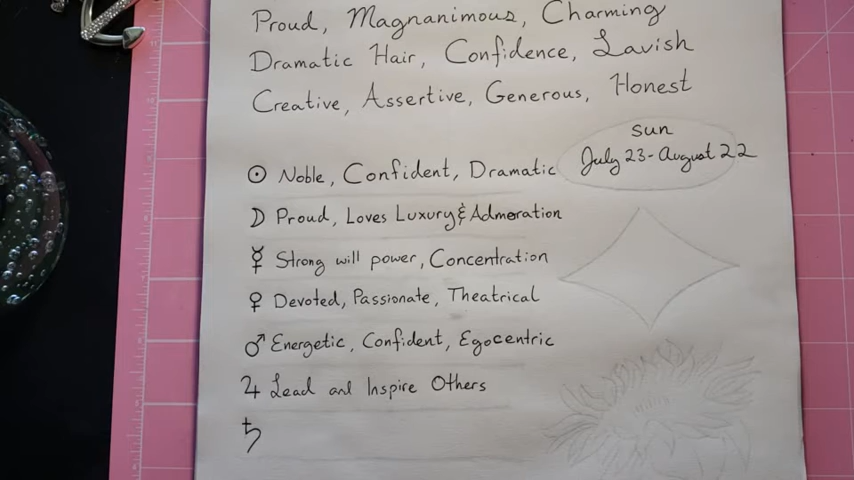 Proud, Magnanimous, Charming
Dramatic Hair, Confidence, Lavish
Creative, Assertive, Generous, Honest
Sun
July 23-August 22
☉ Noble, Confident, Dramatic
☽ Proud, Loves Luxury & Admoration
☿ Strong will power, Concentration
♀ Devoted, Passionate, Theatrical
♂ Energetic, Confident, Egocentric
♃ Lead and Inspire Others
♄